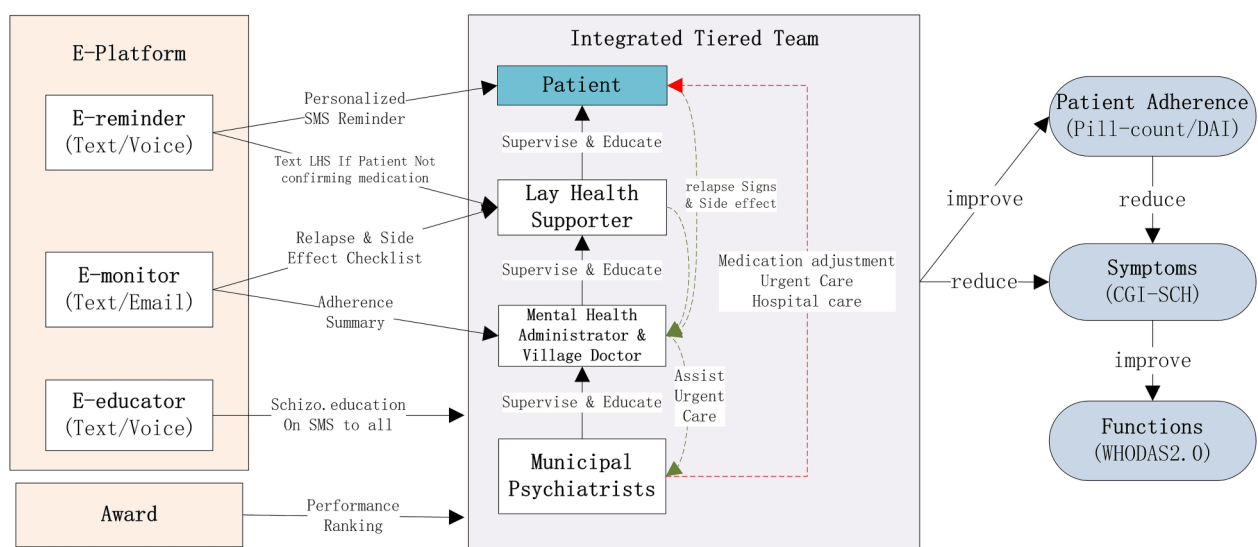 E-Platform
E-reminder
(Text/Voice)
E-monitor
(Text/Email)
E-educator
(Text/Voice)
Award
Personalized
SMS Reminder
Text LHS If Patient Not
confirming medication
Relapse & Side
Effect Checklist
Adherence
Summary
Schizo.education
On SMS to all
Performance
Ranking
Integrated Tiered Team
Patient
Supervise & Educate
Lay Health
Supporter
Supervise & Educate
Mental Health
Administrator &
Village Doctor
Supervise & Educate
Municipal
Psychiatrists
relapse Signs
& Side effect
Assist
Urgent
Care
Medication adjustment
Urgent Care
Hospital care
improve
reduce
Patient Adherence
(Pill-count/DAI)
reduce
Symptoms
(CGI-SCH)
improve
Functions
(WHODAS2.0)